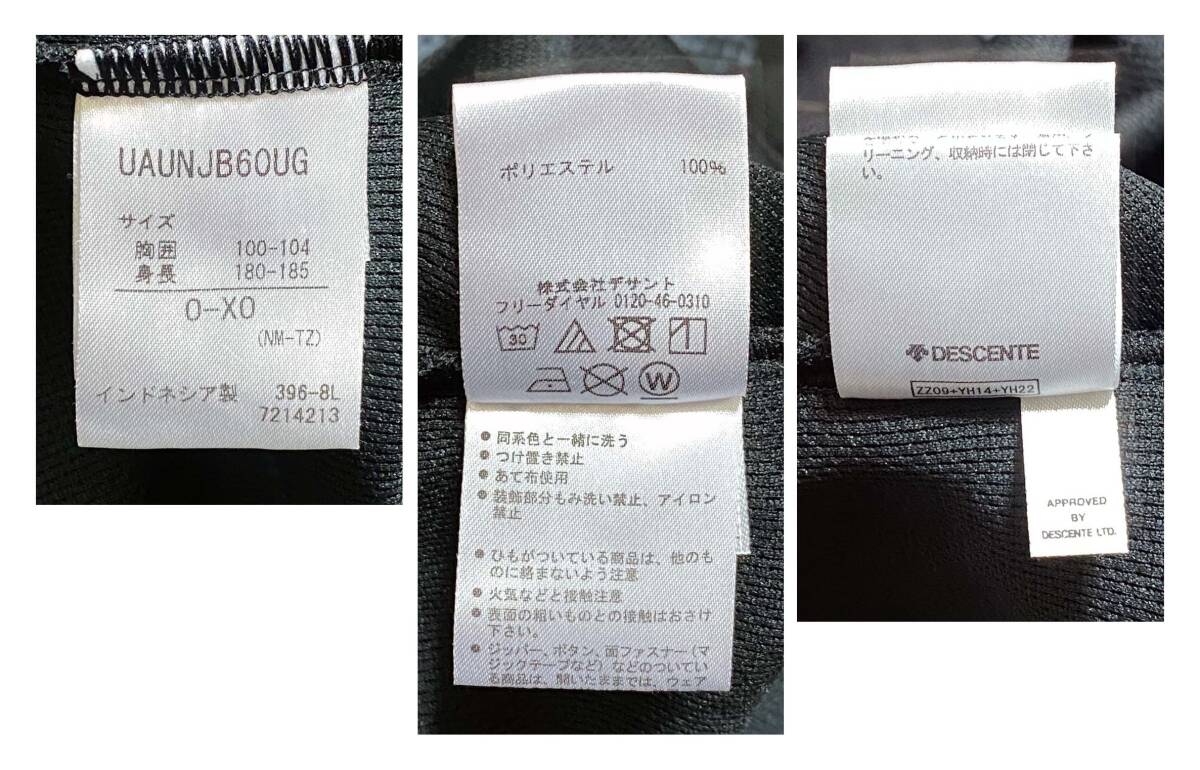 UAUNJB60UG
サイズ
胸囲 100-104
身長 180-185
O-XO
(NM-TZ)
インドネシア製 396-8L
7214213
ポリエステル 100%
株式会社デサント
フリーダイヤル 0120-46-0310
30
W
● 同系色と一緒に洗う
● つけ置き禁止
● あて布使用
● 装飾部分もみ洗い禁止、アイロン
禁止
● ひもがついている商品は、他のも
のに絡まないよう注意
● 火気などと接触注意
● 表面の粗いものとの接触はおさけ
下さい。
● ジッパー、ボタン、面ファスナー(マ
ジックテープなど)などのついてい
る商品は、開いたままでは、ウェア
リーニング、収納時には閉じて下さ
い。
DESCENTE
ZZ09+YH14+YH22
APPROVED
BY
DESCENTE LTD.